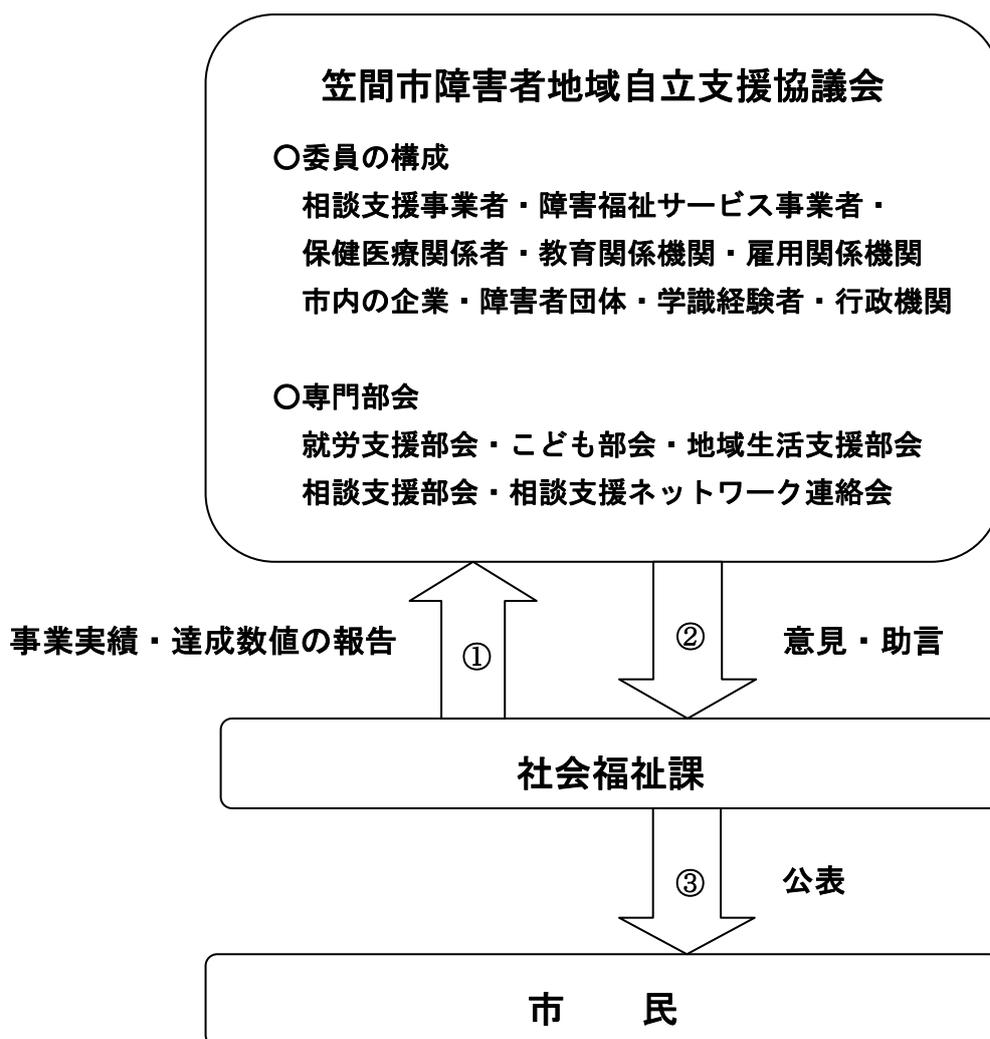 笠間市障害者地域自立支援協議会
〇委員の構成
相談支援事業者・障害福祉サービス事業者・
保健医療関係者・教育関係機関・雇用関係機関
市内の企業・障害者団体・学識経験者・行政機関
〇専門部会
就労支援部会・こども部会・地域生活支援部会
相談支援部会・相談支援ネットワーク連絡会
事業実績・達成数値の報告
①
②
意見・助言
社会福祉課
③
公表
市　　民